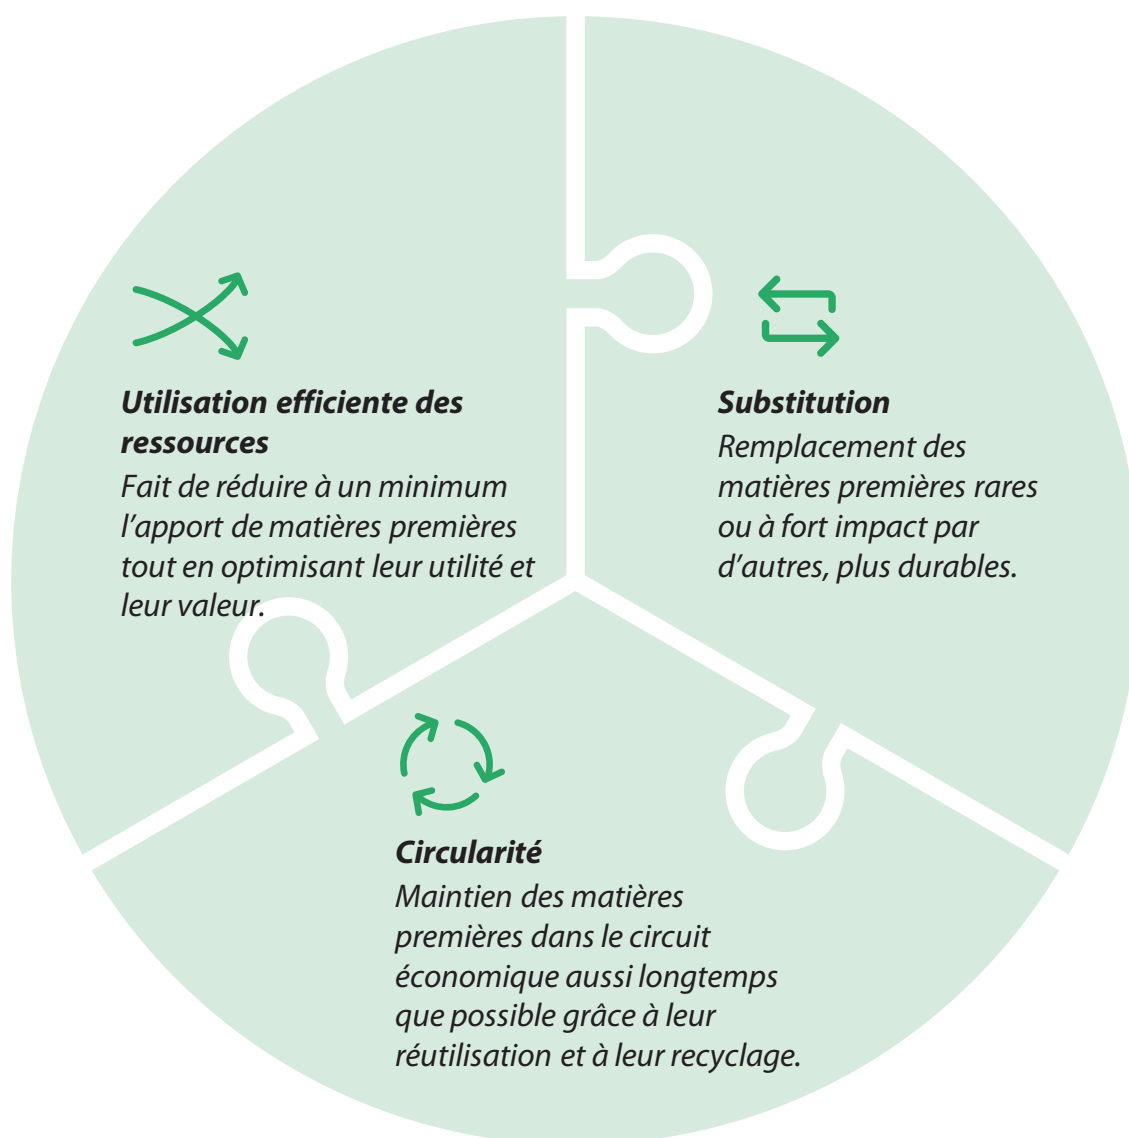 Utilisation efficiente des
ressources
Fait de réduire à un minimum
l’apport de matières premières
tout en optimisant leur utilité et
leur valeur.
Substitution
Remplacement des
matières premières rares
ou à fort impact par
d’autres, plus durables.
Circularité
Maintien des matières
premières dans le circuit
économique aussi longtemps
que possible grâce à leur
réutilisation et à leur recyclage.